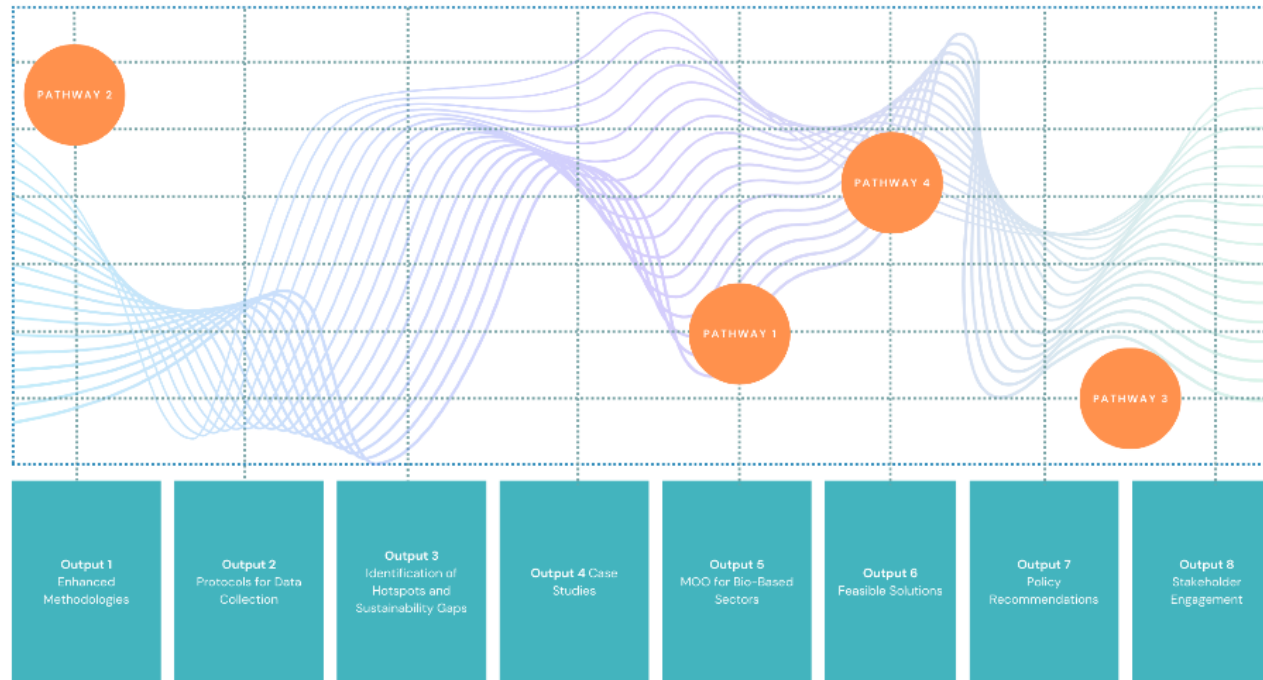 PATHWAY 2
PATHWAY 4
PATHWAY 1
PATHWAY 3
Output 1
Enhanced
Methodologies
Output 2
Protocols for Data
Collection
Output 3
Identification of
Hotspots and
Sustainability Gaps
Output 4 Case
Studies
Output 5
MOO for Bio-Based
Sectors
Output 6
Feasible Solutions
Output 7
Policy
Recommendations
Output 8
Stakeholder
Engagement